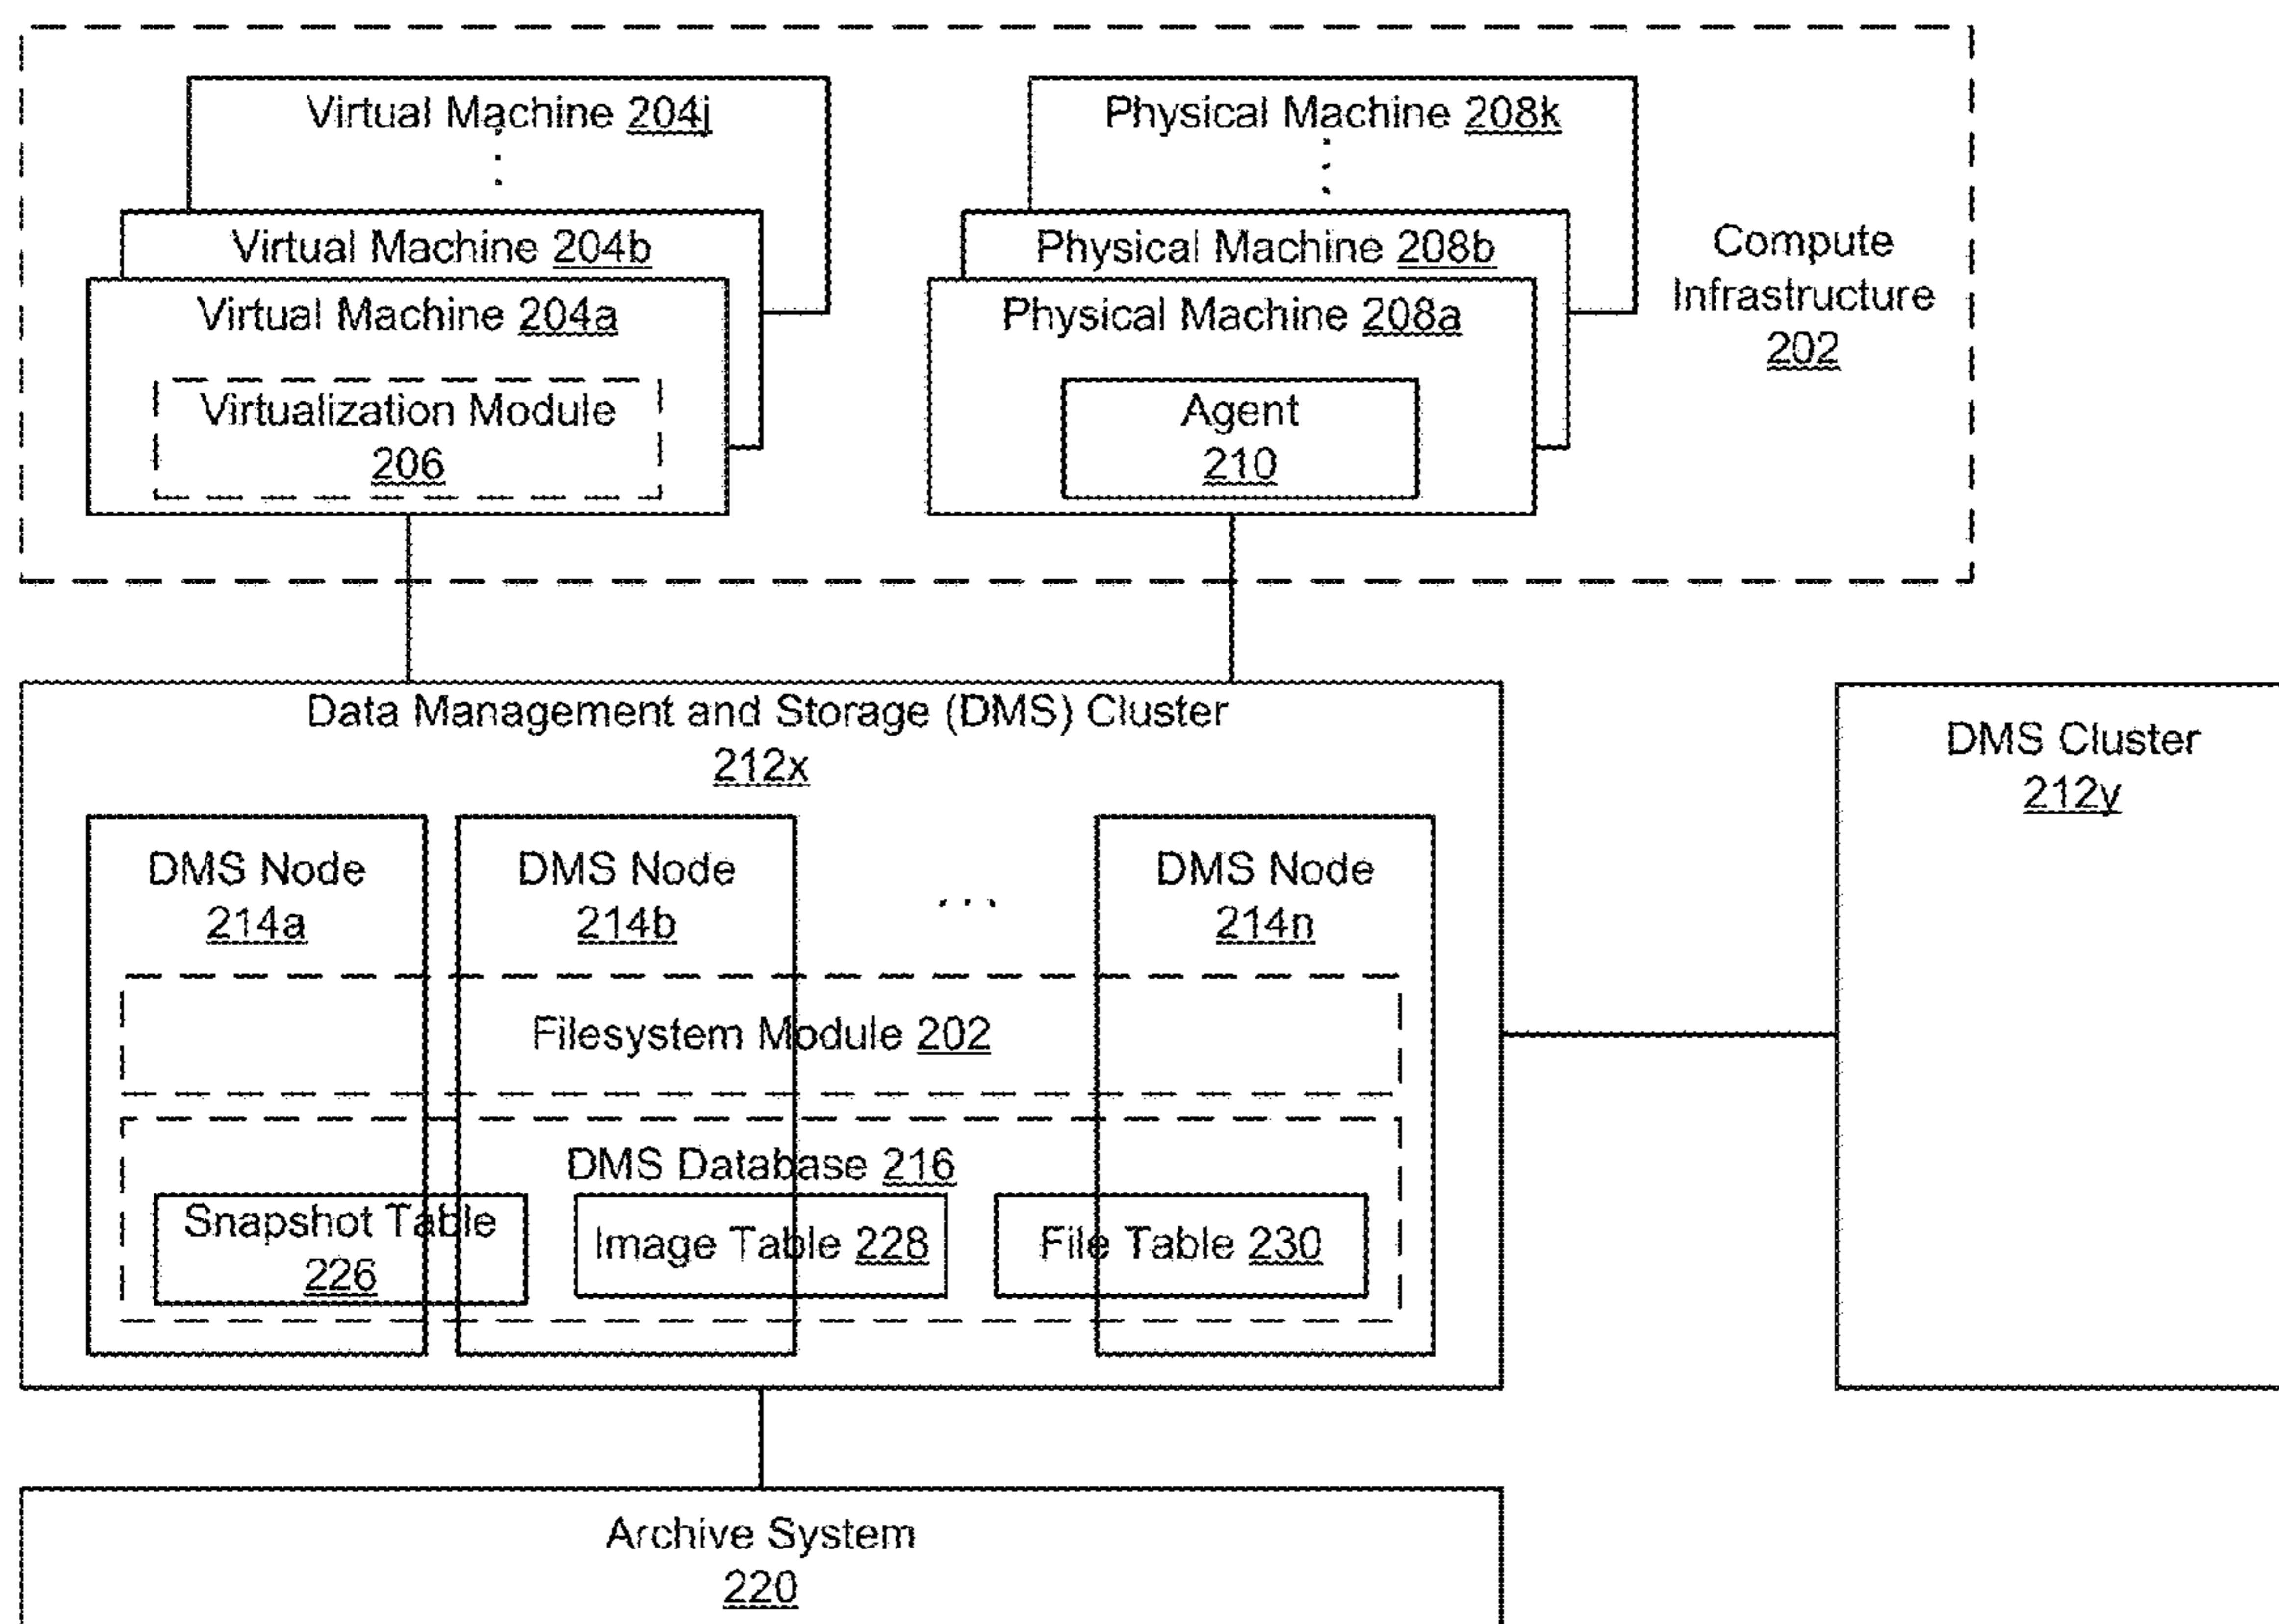 Virtual Machine 204j
Virtual Machine 204b
Virtual Machine 204a
Virtualization Module
206
Physical Machine 208k
Physical Machine 208b
Physical Machine 208a
Agent
210
Compute
Infrastructure
202
Data Management and Storage (DMS) Cluster
212x
DMS Node
214a
DMS Node
214b
...
DMS Node
214n
Filesystem Module 202
DMS Database 216
Snapshot Table
226
Image Table 228
File Table 230
DMS Cluster
212y
Archive System
220